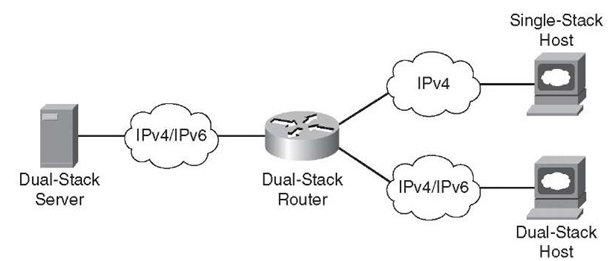 Single-Stack
Host
IPv4
IPv4/IPv6
Dual-Stack
Server
Dual-Stack
Router
IPv4/IPv6
Dual-Stack
Host